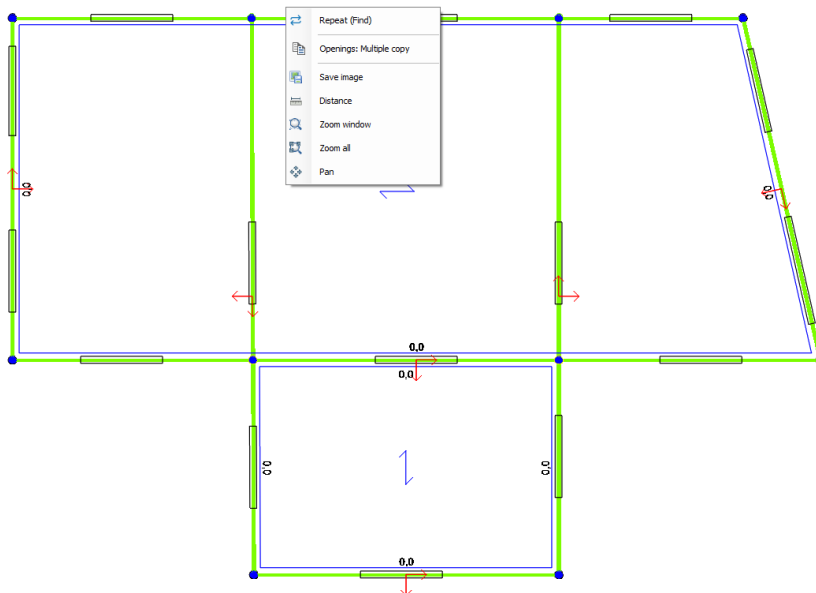 Repeat (Find)
Openings: Multiple copy
Save image
Distance
Zoom window
Zoom all
Pan
0,0
0,0
0,0
0,0
0,0
0,0
0,0